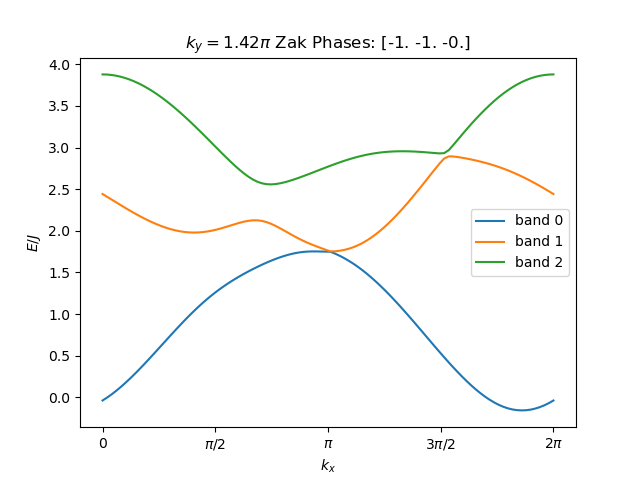 k_y = 1.42π Zak Phases: [-1. -1. -0.]
4.0
3.5
3.0
2.5
2.0
1.5
1.0
0.5
0.0
E/J
band 0
band 1
band 2
0 π/2 π 3π/2 2π
k_x